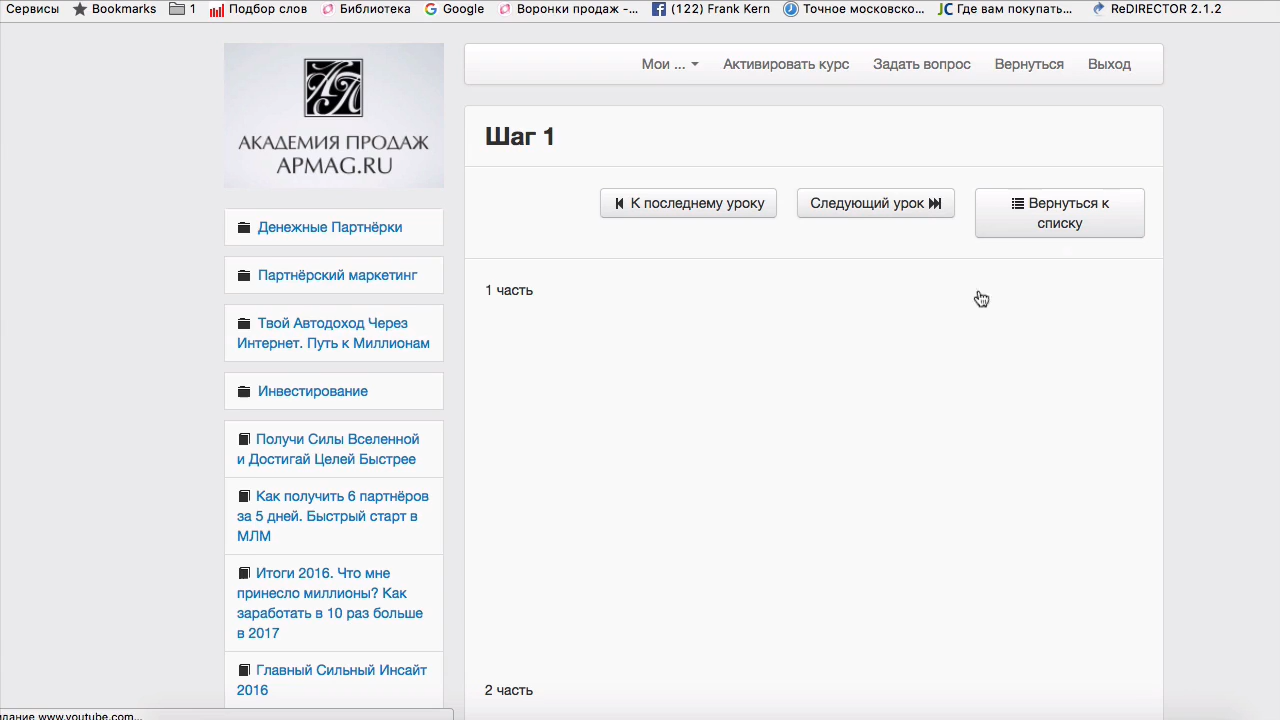 Сервисы Bookmarks 1 Подбор слов Библиотека Google Воронки продаж -... (122) Frank Kern Точное московско... JC Где вам покупать... ReDIRECTOR 2.1.2
АП
АКАДЕМИЯ ПРОДАЖ
APMAG.RU
Мои ... Активировать курс Задать вопрос Вернуться Выход
Шаг 1
К последнему уроку Следующий урок Вернуться к
списку
Денежные Партнёрки
Партнёрский маркетинг
Твой Автодоход Через
Интернет. Путь к Миллионам
Инвестирование
Получи Силы Вселенной
и Достигай Целей Быстрее
Как получить 6 партнёров
за 5 дней. Быстрый старт в
МЛМ
Итоги 2016. Что мне
принесло миллионы? Как
заработать в 10 раз больше
в 2017
Главный Сильный Инсайт
2016
1 часть
2 часть
www.youtube.com...